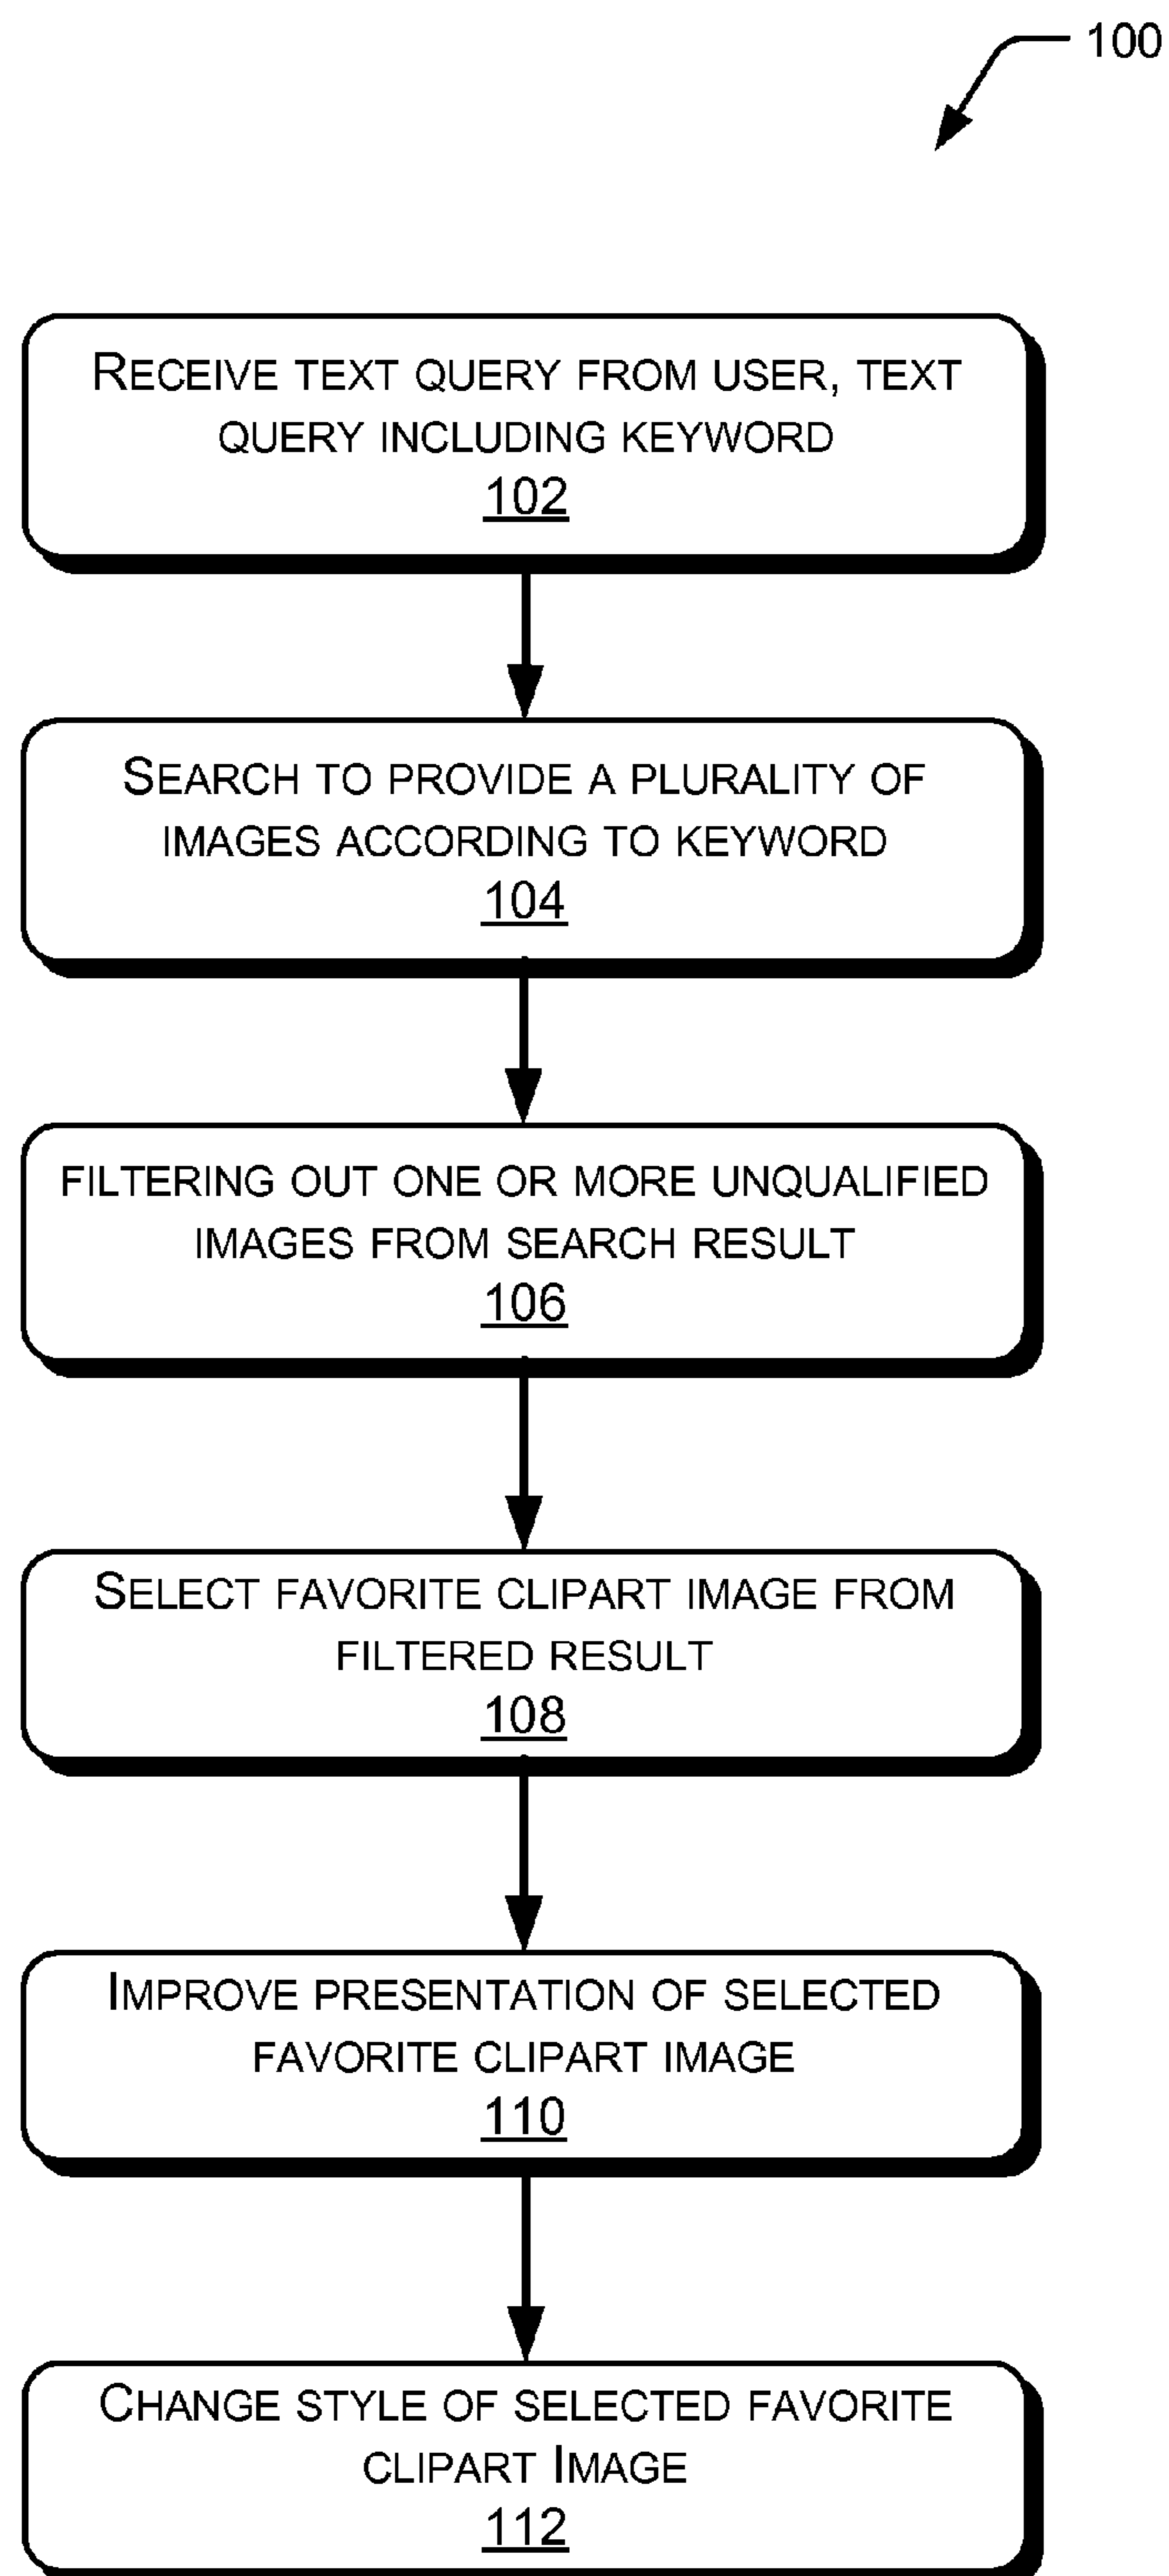 100
RECEIVE TEXT QUERY FROM USER, TEXT
QUERY INCLUDING KEYWORD
102
SEARCH TO PROVIDE A PLURALITY OF
IMAGES ACCORDING TO KEYWORD
104
FILTERING OUT ONE OR MORE UNQUALIFIED
IMAGES FROM SEARCH RESULT
106
SELECT FAVORITE CLIPART IMAGE FROM
FILTERED RESULT
108
IMPROVE PRESENTATION OF SELECTED
FAVORITE CLIPART IMAGE
110
CHANGE STYLE OF SELECTED FAVORITE
CLIPART IMAGE
112